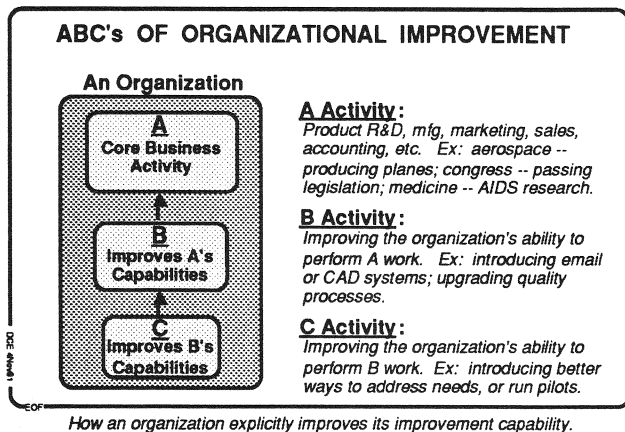 ABC's OF ORGANIZATIONAL IMPROVEMENT
An Organization
A
Core Business
Activity
B
Improves A's
Capabilities
C
Improves B's
Capabilities
A Activity:
Product R&D, mfg, marketing, sales,
accounting, etc. Ex: aerospace --
producing planes; congress -- passing
legislation; medicine -- AIDS research.
B Activity:
Improving the organization's ability to
perform A work. Ex: introducing email
or CAD systems; upgrading quality
processes.
C Activity:
Improving the organization's ability to
perform B work. Ex: introducing better
ways to address needs, or run pilots.
DCE 4Nov91
EOF
How an organization explicitly improves its improvement capability.